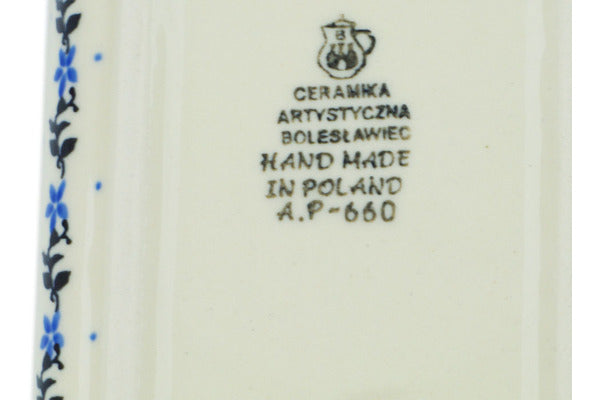 B
CERAMIKA
ARTYSTYCZNA
BOLESŁAWIEC
HAND MADE
IN POLAND
A.P-660